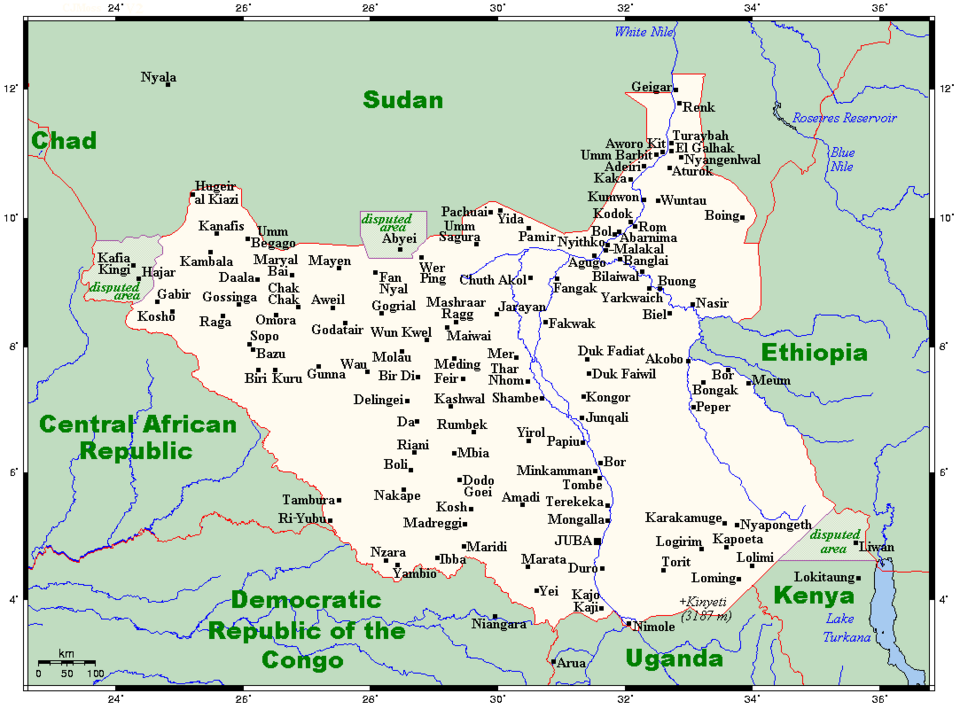 24°
26°
28°
30°
32°
34°
36°
White Nile
Nyala
12°
12°
Geigar
Sudan
Renk
Roseires Reservoir
Chad
Turaybah
Aworo Kit
El Galhak
Umm Barbit
Nyangenlwal
Blue
Nile
Adeiri
Aturok
Kaka
Hugeir
al Kiazi
Kumwon
Wuntau
10°
10°
Pachuai
Yida
Kodok
Boing
disputed
area
Kanafis
Umm
Begago
Umm
Sagura
Pamir
Rom
Bol
Abarnima
Abyei
Nyithko
Malakal
Kafia
Kingi
Kambala
Maryal
Bai
Mayen
Wer
Ping
Agugo
Banglai
Hajar
Daala
Fan
Nyal
Chuth Akol
Bilaiwal
Buong
disputed
area
Gabir
Gossinga
Chak
Chak
Aweil
Gogrial
Mashraar
Ragg
Jarayan
Fangak
Yarkwaich
Nasir
Kosho
Raga
Omora
Godatair
Wun Kwel
Maiwai
Fakwak
Biel
8°
8°
Sopo
Bazu
Molau
Mer
Duk Fadiat
Akobo
Ethiopia
Wau
Meding
Thar
Biri
Kuru
Gunna
Bir Di
Feir
Nhom
Duk Faiwil
Bor
Bongak
Meum
Delingei
Kashwal
Shambe
Kongor
Peper
Central African
Republic
Da
Rumbek
Junqali
Yirol
Papiu
Riani
Mbia
Boli
Bor
6°
6°
Minkamman
Dodo
Goei
Tombe
Nakape
Amadi
Tambura
Kosh
Terekeka
Ri-Yubu
Madreggi
Mongalla
Karakamuge
Nyapongeth
JUBA
Logirim
Kapoeta
disputed
area
Liwan
Maridi
Nzara
Ibba
Marata
Lolimi
Yambio
Duro
Torit
Loming
Lokitaung
Yei
Kajo
Kaji
+Kinyeti
(3187 m)
Kenya
4°
4°
Democratic
Republic of the
Congo
Niangara
Nimole
Lake
Turkana
km
0 50 100
Arua
Uganda
24°
26°
28°
30°
32°
34°
36°